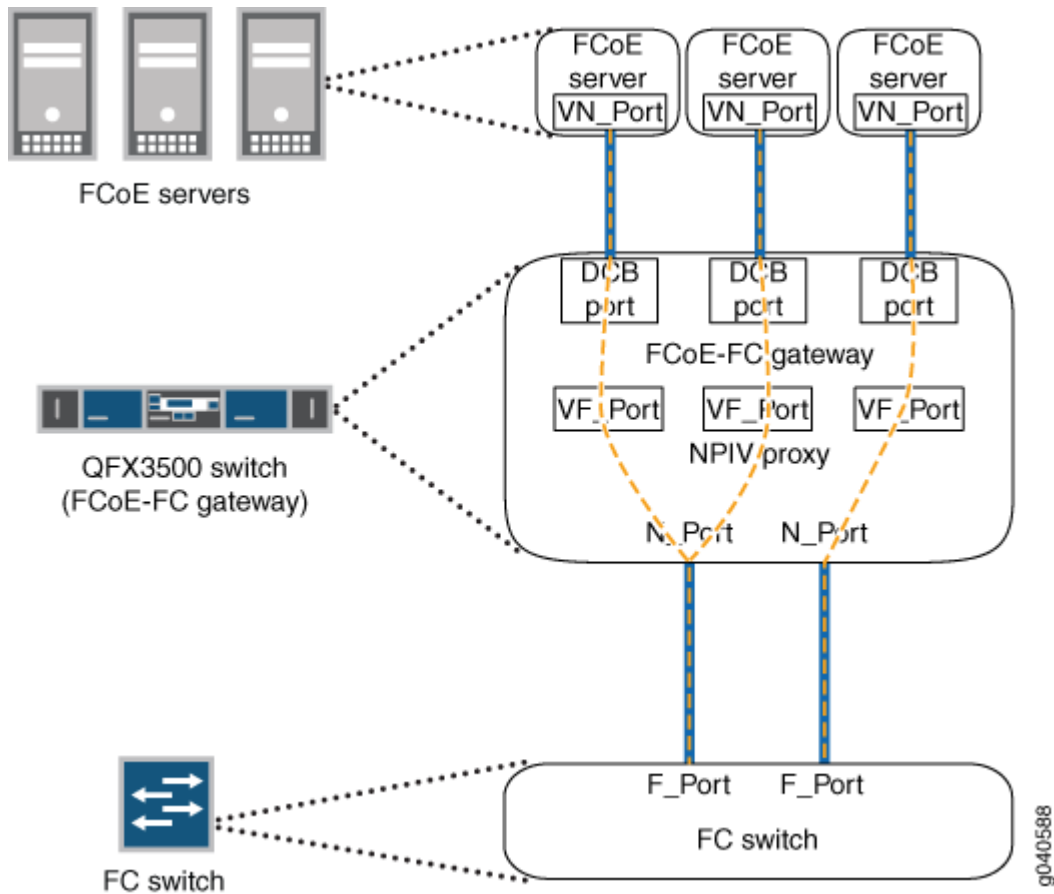 FCoE
server
VN_Port
FCoE
server
VN_Port
FCoE
server
VN_Port
FCoE servers
DCB
port
DCB
port
DCB
port
FCoE-FC gateway
VF_Port
VF_Port
VF_Port
NPIV proxy
QFX3500 switch
(FCoE-FC gateway)
N_Port
N_Port
F_Port
F_Port
FC switch
FC switch
g040588